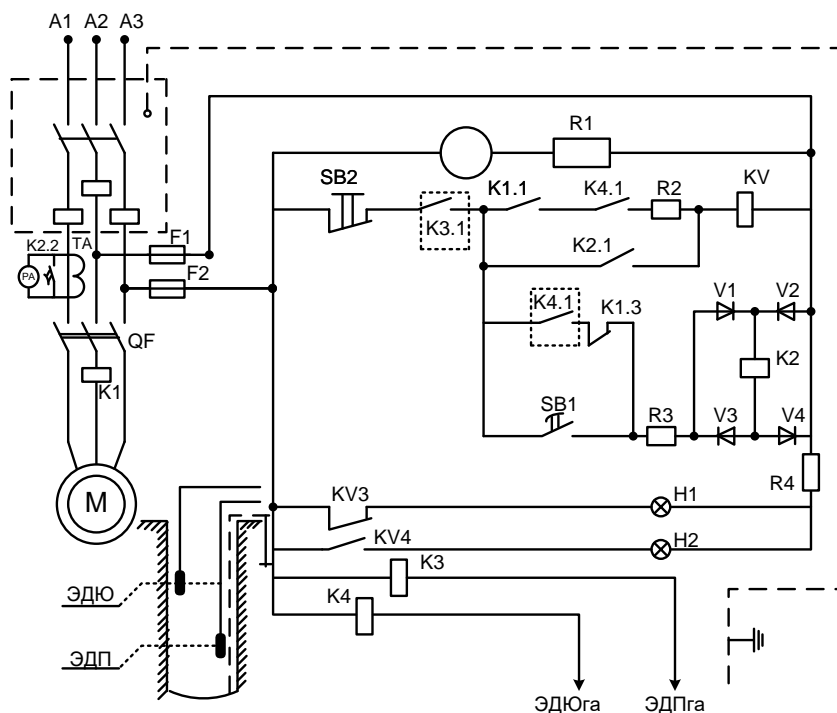 A1 A2 A3
R1
SB2
K1.1
K4.1
R2
KV
K3.1
K2.2
TA
F1
K2.1
PA
F2
K4.1
K1.3
V1
V2
QF
K2
K1
SB1
R3
V3
V4
R4
M
KV3
H1
KV4
H2
K3
ЭДЮ
K4
ЭДП
ЭДЮга
ЭДПга